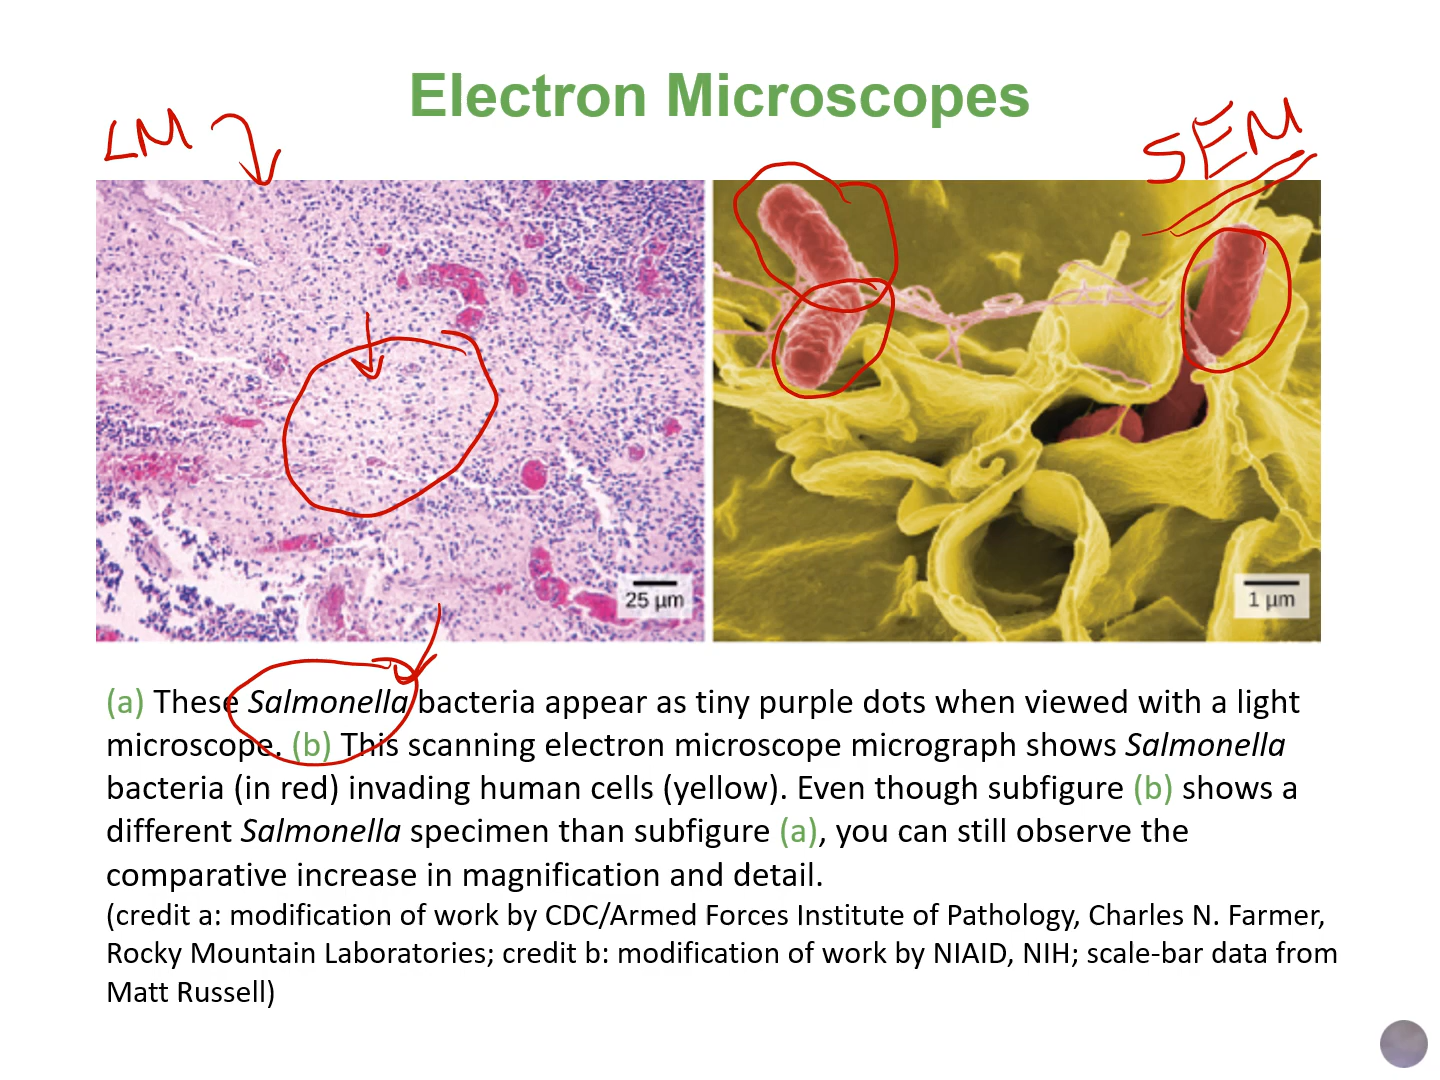 Electron Microscopes
LM
SEM
25 µm
1 µm
(a) These Salmonella bacteria appear as tiny purple dots when viewed with a light
microscope. (b) This scanning electron microscope micrograph shows Salmonella
bacteria (in red) invading human cells (yellow). Even though subfigure (b) shows a
different Salmonella specimen than subfigure (a), you can still observe the
comparative increase in magnification and detail.
(credit a: modification of work by CDC/Armed Forces Institute of Pathology, Charles N. Farmer,
Rocky Mountain Laboratories; credit b: modification of work by NIAID, NIH; scale-bar data from
Matt Russell)